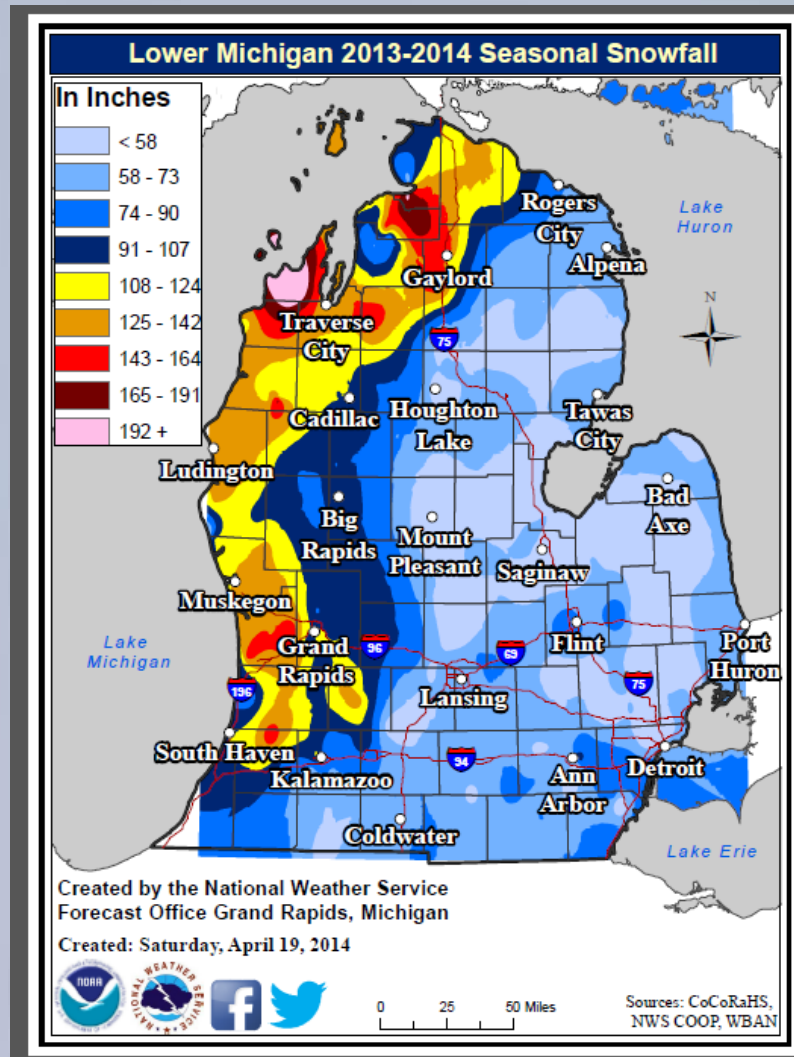 Lower Michigan 2013-2014 Seasonal Snowfall
In Inches
< 58
58 - 73
74 - 90
91 - 107
108 - 124
125 - 142
143 - 164
165 - 191
192 +
Rogers
City
Lake
Huron
Alpena
Gaylord
N
Traverse
City
75
Cadillac
Houghton
Lake
Tawas
City
Ludington
Bad
Axe
Big
Rapids
Mount
Pleasant
Saginaw
Muskegon
Lake
Michigan
Grand
Rapids
96
69
Flint
Port
Huron
196
Lansing
75
South Haven
Kalamazoo
94
Ann
Arbor
Detroit
Coldwater
Lake Erie
Created by the National Weather Service
Forecast Office Grand Rapids, Michigan
Created: Saturday, April 19, 2014
NOAA
NATIONAL WEATHER SERVICE
f
0 25 50 Miles
Sources: CoCoRaHS,
NWS COOP, WBAN